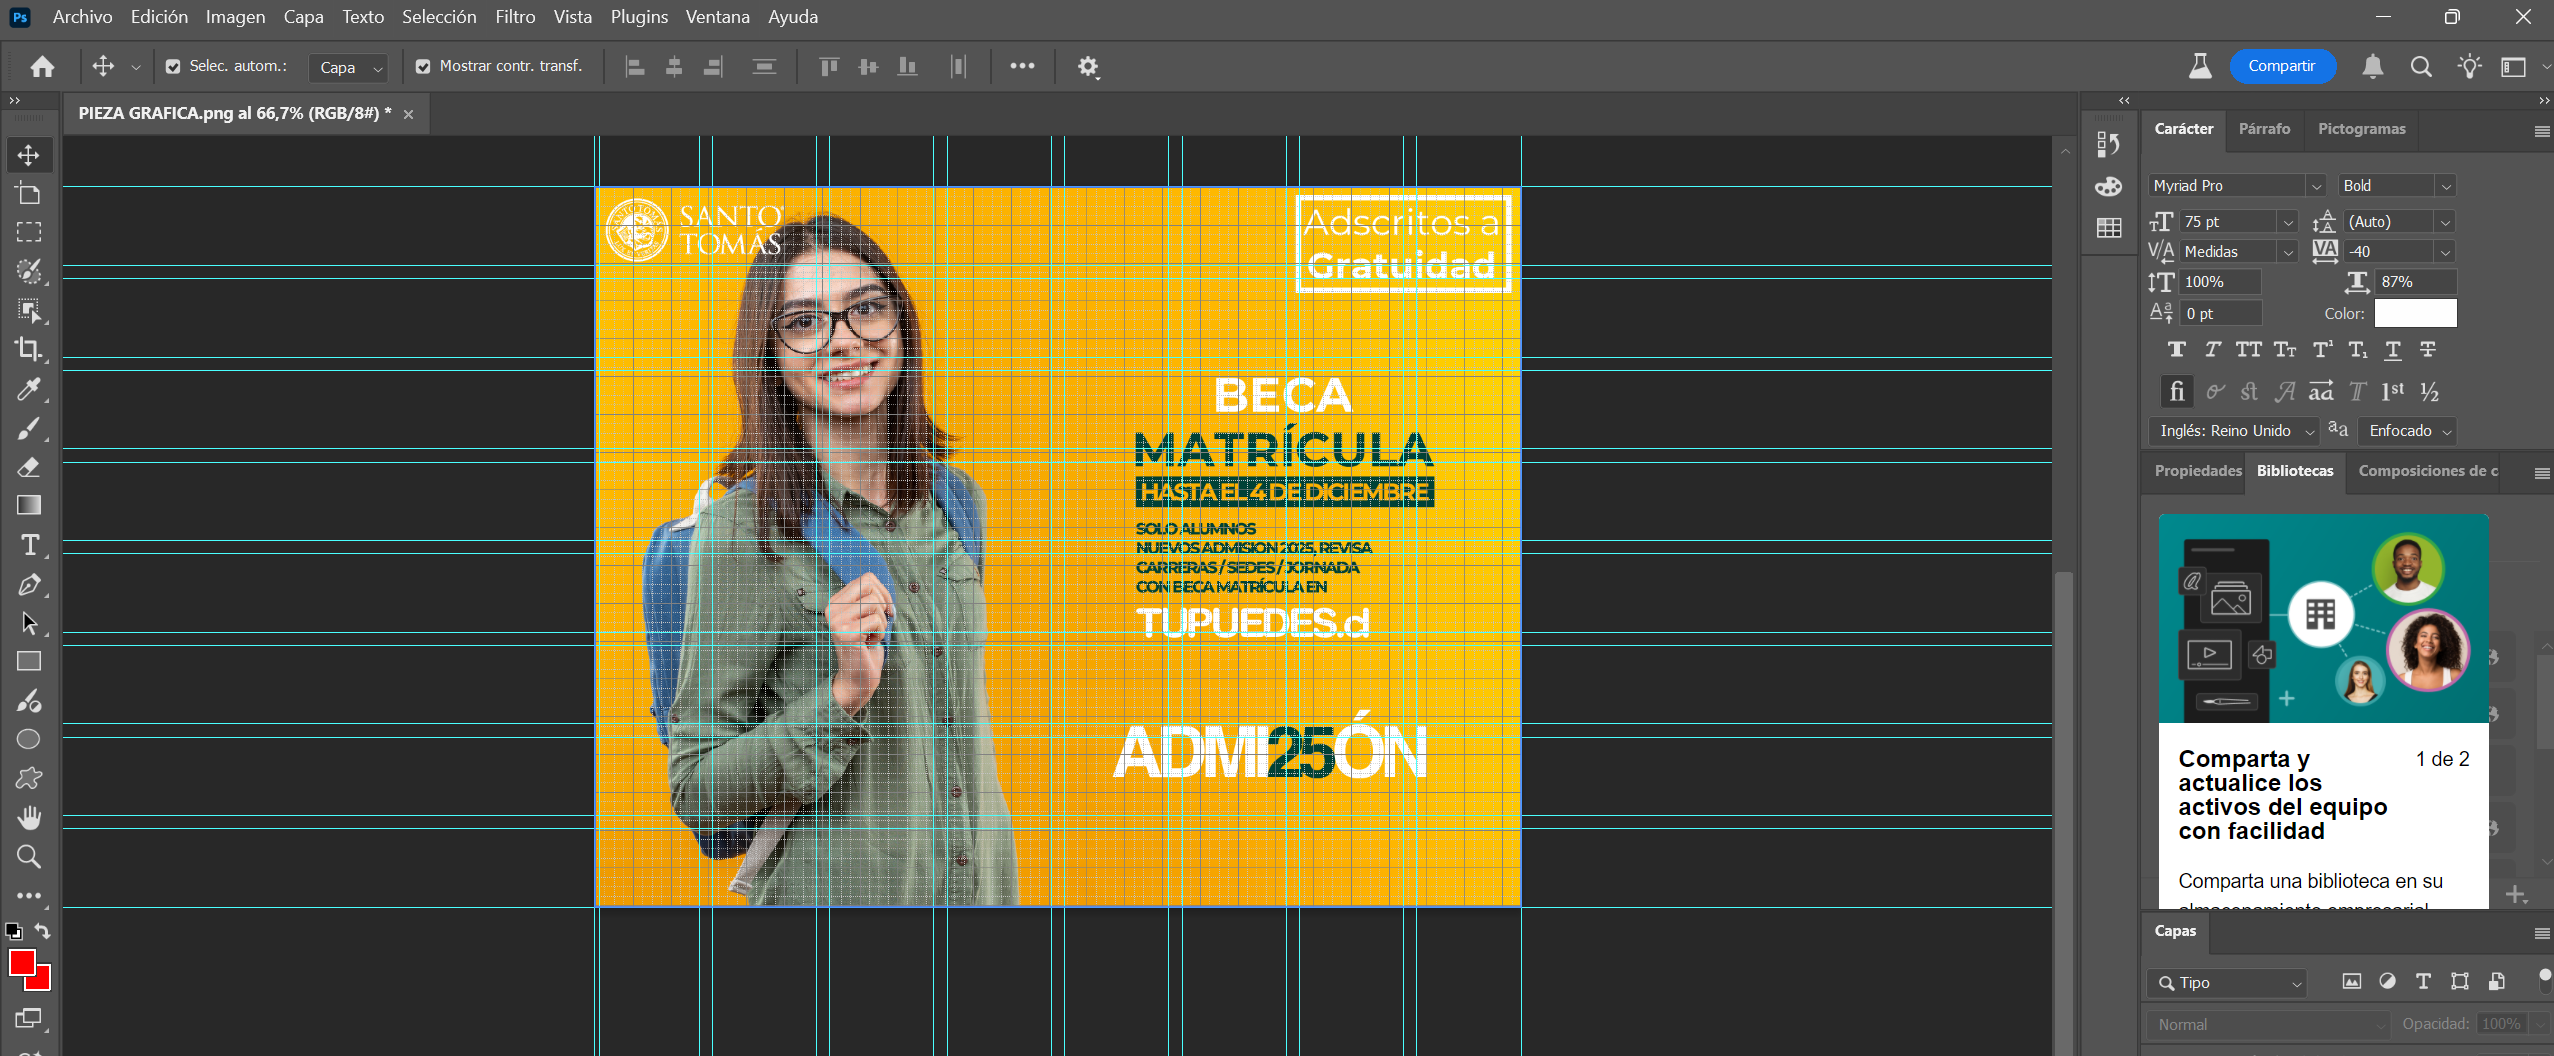 Ps Archivo Edición Imagen Capa Texto Selección Filtro Vista Plugins Ventana Ayuda
Selec. autom.: Capa Mostrar contr. transf. Compartir
PIEZA GRAFICA.png al 66,7% (RGB/8#) *
SANTO
TOMÁS
Adscritos a
Gratuidad
BECA
MATRÍCULA
HASTA EL 4 DE DICIEMBRE
SOLO ALUMNOS
NUEVOS ADMISION 2025, REVISA
CARRERAS / SEDES / JORNADA
CON BECA MATRÍCULA EN
TUPUEDES.cl
ADMI25ÓN
Carácter Párrafo Pictogramas
Myriad Pro Bold
75 pt (Auto)
Medidas -40
100% 87%
0 pt Color:
Inglés: Reino Unido Enfocado
Propiedades Bibliotecas Composiciones de c
Comparta y
actualice los
activos del equipo
con facilidad
1 de 2
Comparta una biblioteca en su
Capas
Tipo
Normal Opacidad: 100%